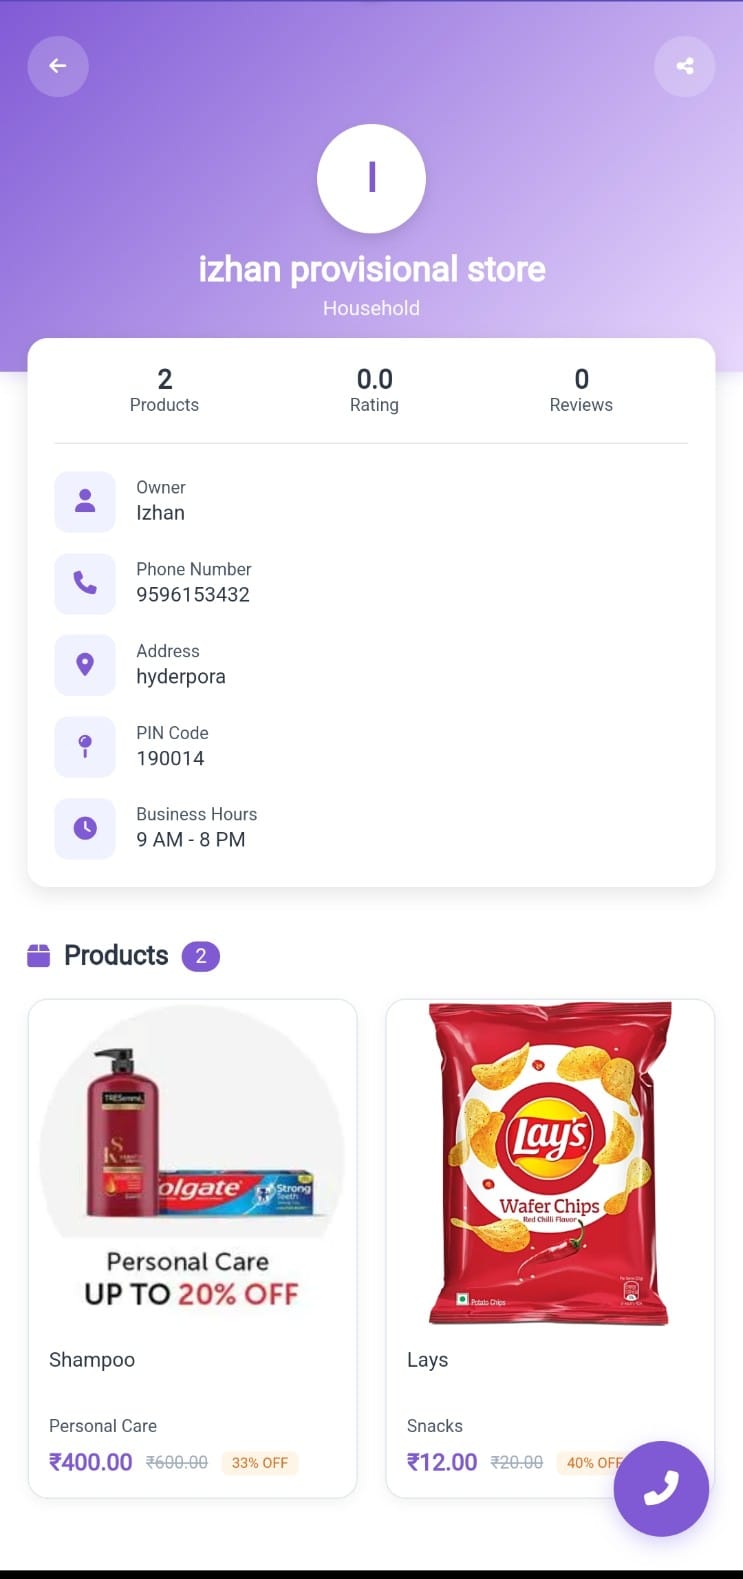 I
izhan provisional store
Household
2
Products
0.0
Rating
0
Reviews
Owner
Izhan
Phone Number
9596153432
Address
hyderpora
PIN Code
190014
Business Hours
9 AM - 8 PM
Products 2
TRESemmé
Colgate
Strong
Teeth
Personal Care
UP TO 20% OFF
Shampoo
Personal Care
₹400.00 ₹600.00 33% OFF
Lay's
Wafer Chips
Red Chilli Flavor
Potato Chips
Lays
Snacks
₹12.00 ₹20.00 40% OFF